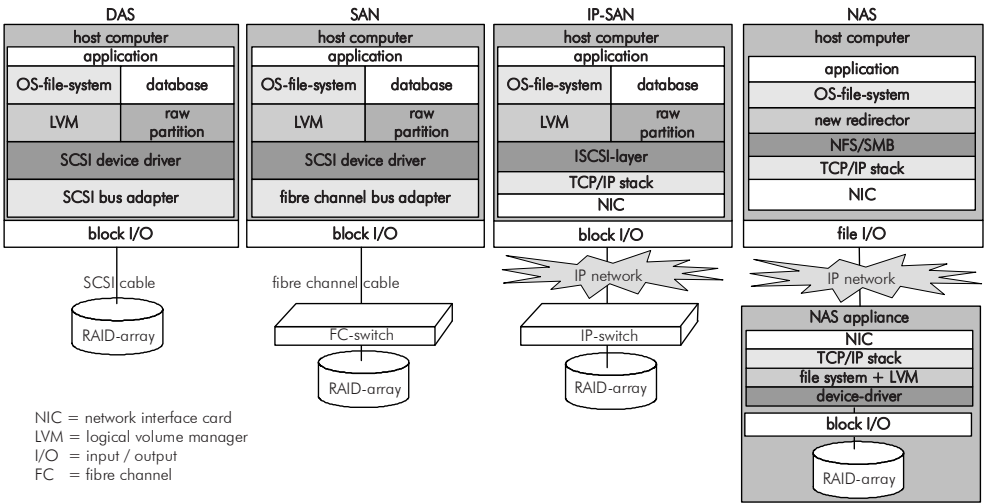 DAS
host computer
application
OS-file-system
database
LVM
raw
partition
SCSI device driver
SCSI bus adapter
block I/O
SCSI cable
RAID-array
SAN
host computer
application
OS-file-system
database
LVM
raw
partition
SCSI device driver
fibre channel bus adapter
block I/O
fibre channel cable
FC-switch
RAID-array
IP-SAN
host computer
application
OS-file-system
database
LVM
raw
partition
ISCSI-layer
TCP/IP stack
NIC
block I/O
IP network
IP-switch
RAID-array
NAS
host computer
application
OS-file-system
new redirector
NFS/SMB
TCP/IP stack
NIC
file I/O
IP network
NAS appliance
NIC
TCP/IP stack
file system + LVM
device-driver
block I/O
RAID-array
NIC = network interface card
LVM = logical volume manager
I/O = input / output
FC = fibre channel